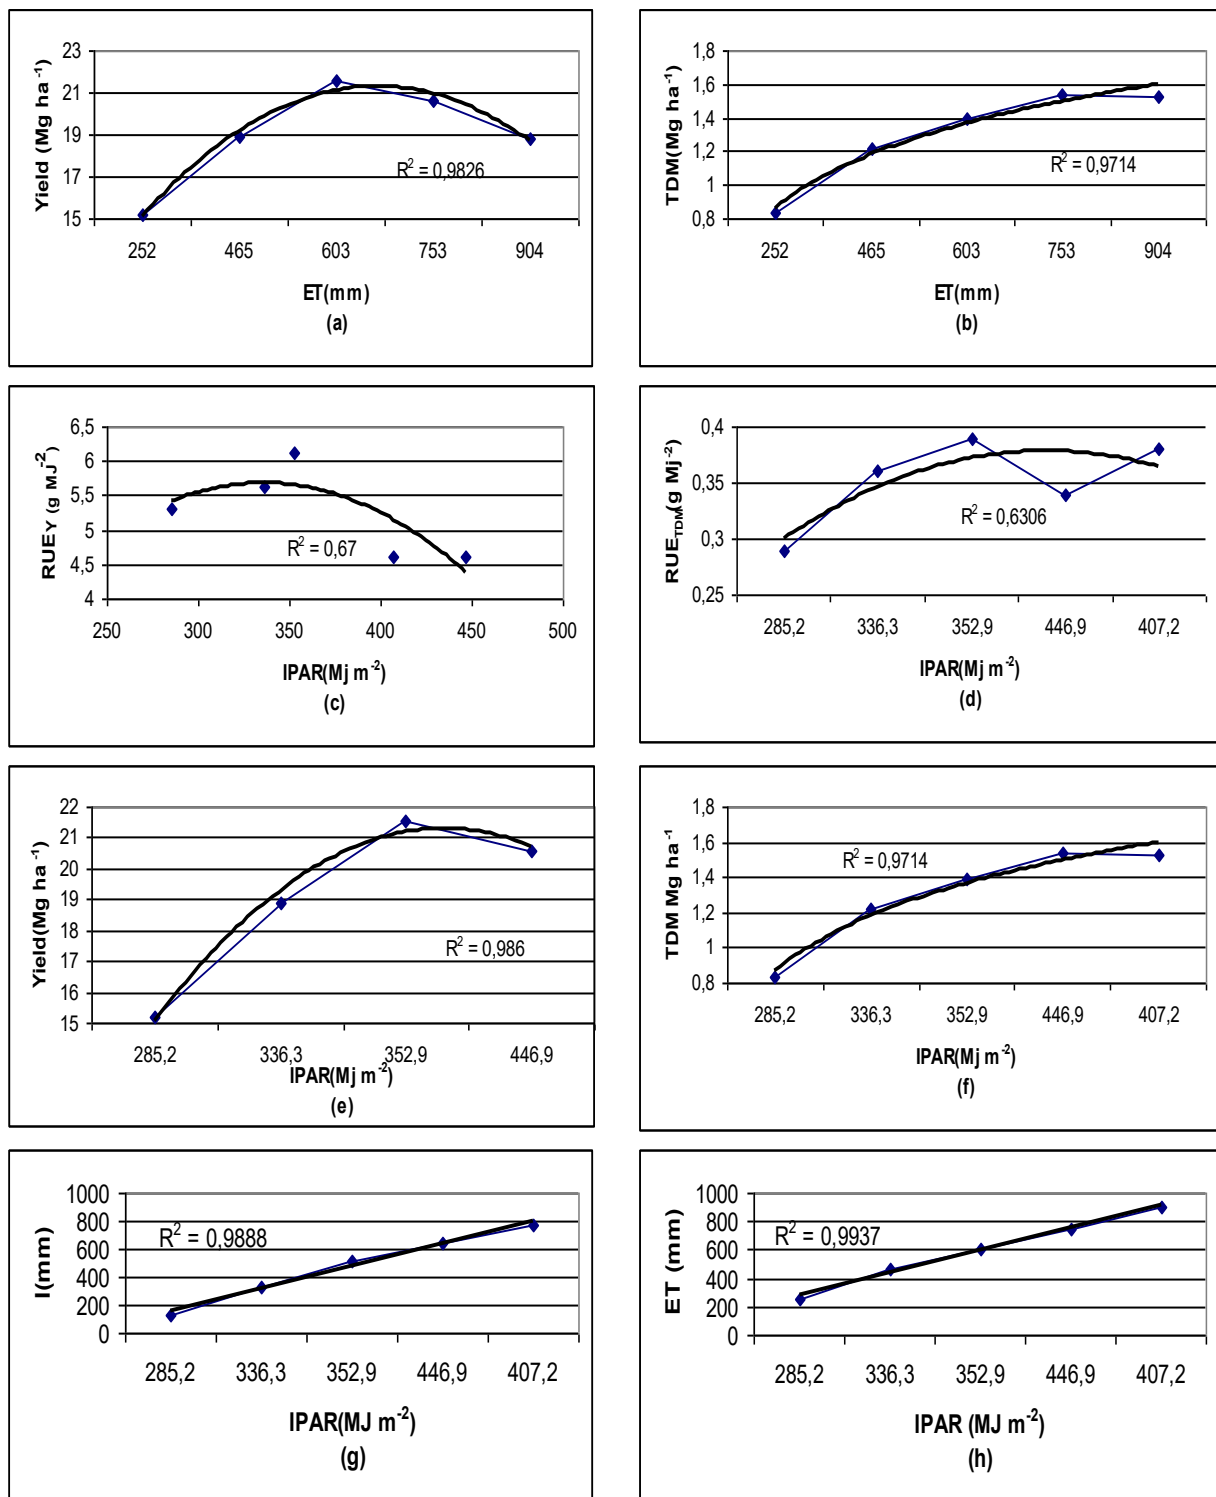 23
21
19
17
15
Yield (Mg ha⁻¹)
R² = 0,9826
252 465 603 753 904
ET(mm)
(a)
1,8
1,6
1,4
1,2
1
0,8
TDM(Mg ha⁻¹)
R² = 0,9714
252 465 603 753 904
ET(mm)
(b)
6,5
6
5,5
5
4,5
4
RUEY (g MJ⁻²)
R² = 0,67
250 300 350 400 450 500
IPAR(Mj m⁻²)
(c)
0,4
0,35
0,3
0,25
RUETDM(g Mj⁻²)
R² = 0,6306
285,2 336,3 352,9 446,9 407,2
IPAR(Mj m⁻²)
(d)
22
21
20
19
18
17
16
15
Yield(Mg ha⁻¹)
R² = 0,986
285,2 336,3 352,9 446,9
IPAR(Mj m⁻²)
(e)
1,8
1,6
1,4
1,2
1
0,8
TDM Mg ha⁻¹
R² = 0,9714
285,2 336,3 352,9 446,9 407,2
IPAR(Mj m⁻²)
(f)
1000
800
600
400
200
0
I(mm)
R² = 0,9888
285,2 336,3 352,9 446,9 407,2
IPAR(MJ m⁻²)
(g)
1000
800
600
400
200
0
ET (mm)
R² = 0,9937
285,2 336,3 352,9 446,9 407,2
IPAR (MJ m⁻²)
(h)